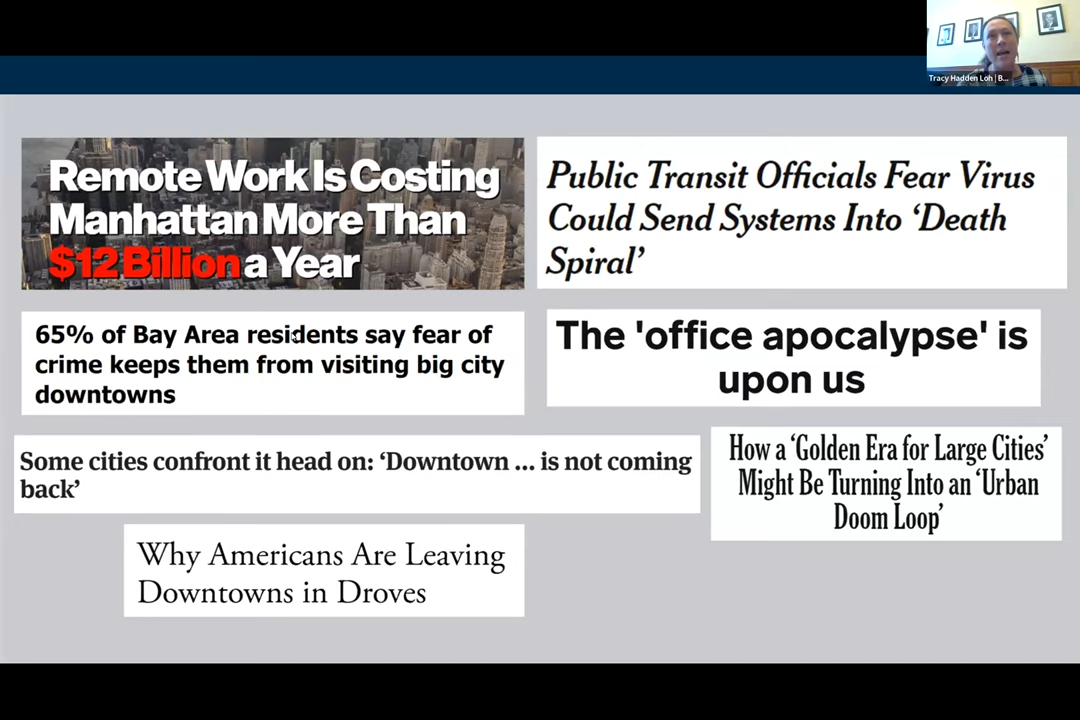 Tracy Hadden Loh | B...
Remote Work Is Costing
Manhattan More Than
$12 Billion a Year
Public Transit Officials Fear Virus
Could Send Systems Into ‘Death
Spiral’
65% of Bay Area residents say fear of
crime keeps them from visiting big city
downtowns
The 'office apocalypse' is
upon us
Some cities confront it head on: ‘Downtown ... is not coming
back’
How a ‘Golden Era for Large Cities’
Might Be Turning Into an ‘Urban
Doom Loop’
Why Americans Are Leaving
Downtowns in Droves